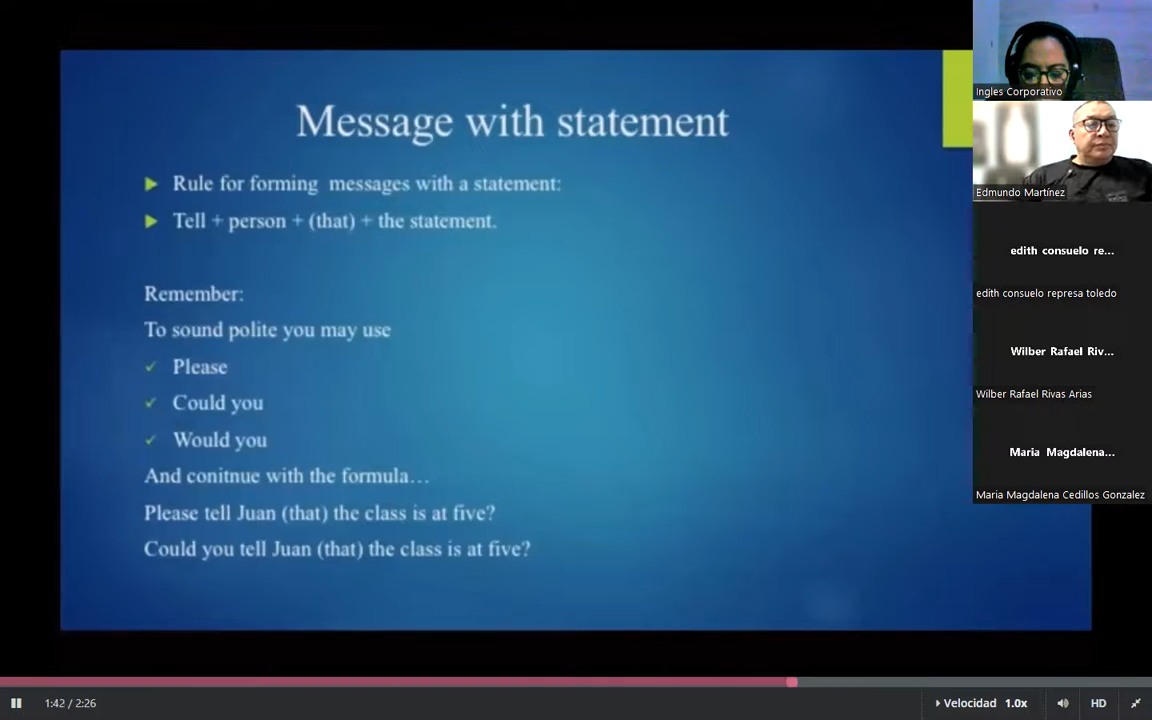 Message with statement
Rule for forming messages with a statement:
Tell + person + (that) + the statement.
Remember:
To sound polite you may use
Please
Could you
Would you
And conitnue with the formula…
Please tell Juan (that) the class is at five?
Could you tell Juan (that) the class is at five?
Ingles Corporativo
Edmundo Martínez
edith consuelo re...
edith consuelo represa toledo
Wilber Rafael Riv...
Wilber Rafael Rivas Arias
Maria Magdalena...
Maria Magdalena Cedillos Gonzalez
1:42 / 2:26
Velocidad 1.0x
HD